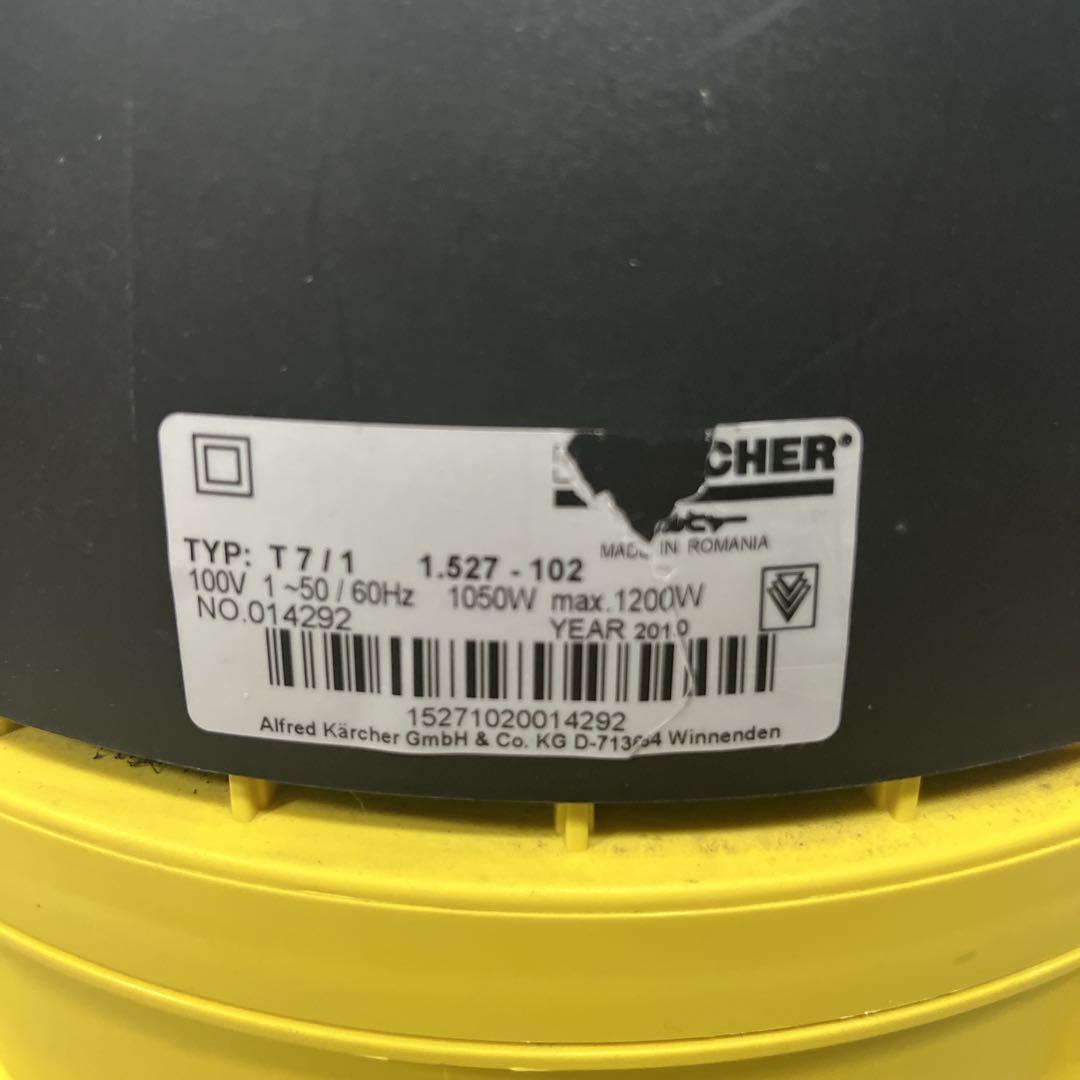 CHER®
MADE IN ROMANIA
TYP: T 7 / 1 1.527 - 102
100V 1 ~50 / 60Hz 1050W max.1200W
NO.014292 YEAR 2010
15271020014292
Alfred Kärcher GmbH & Co. KG Winnenden